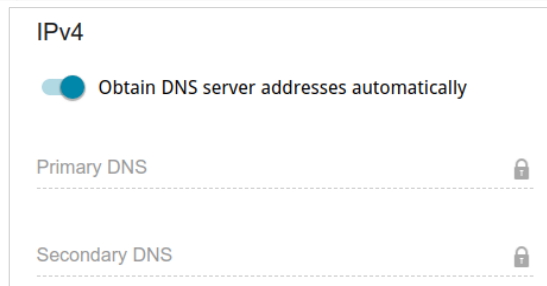 IPv4
Obtain DNS server addresses automatically
Primary DNS
Secondary DNS